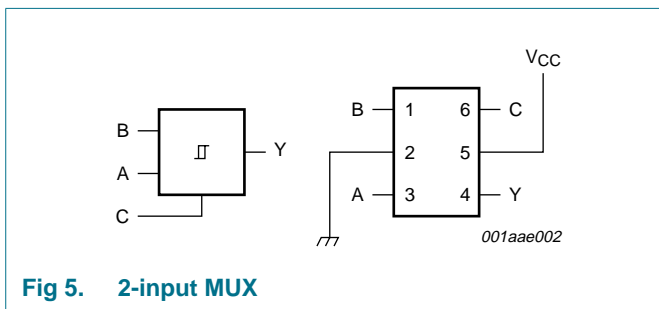 VCC
B
A
C
Y
B 1 6 C
2 5
A 3 4 Y
001aae002
Fig 5. 2-input MUX